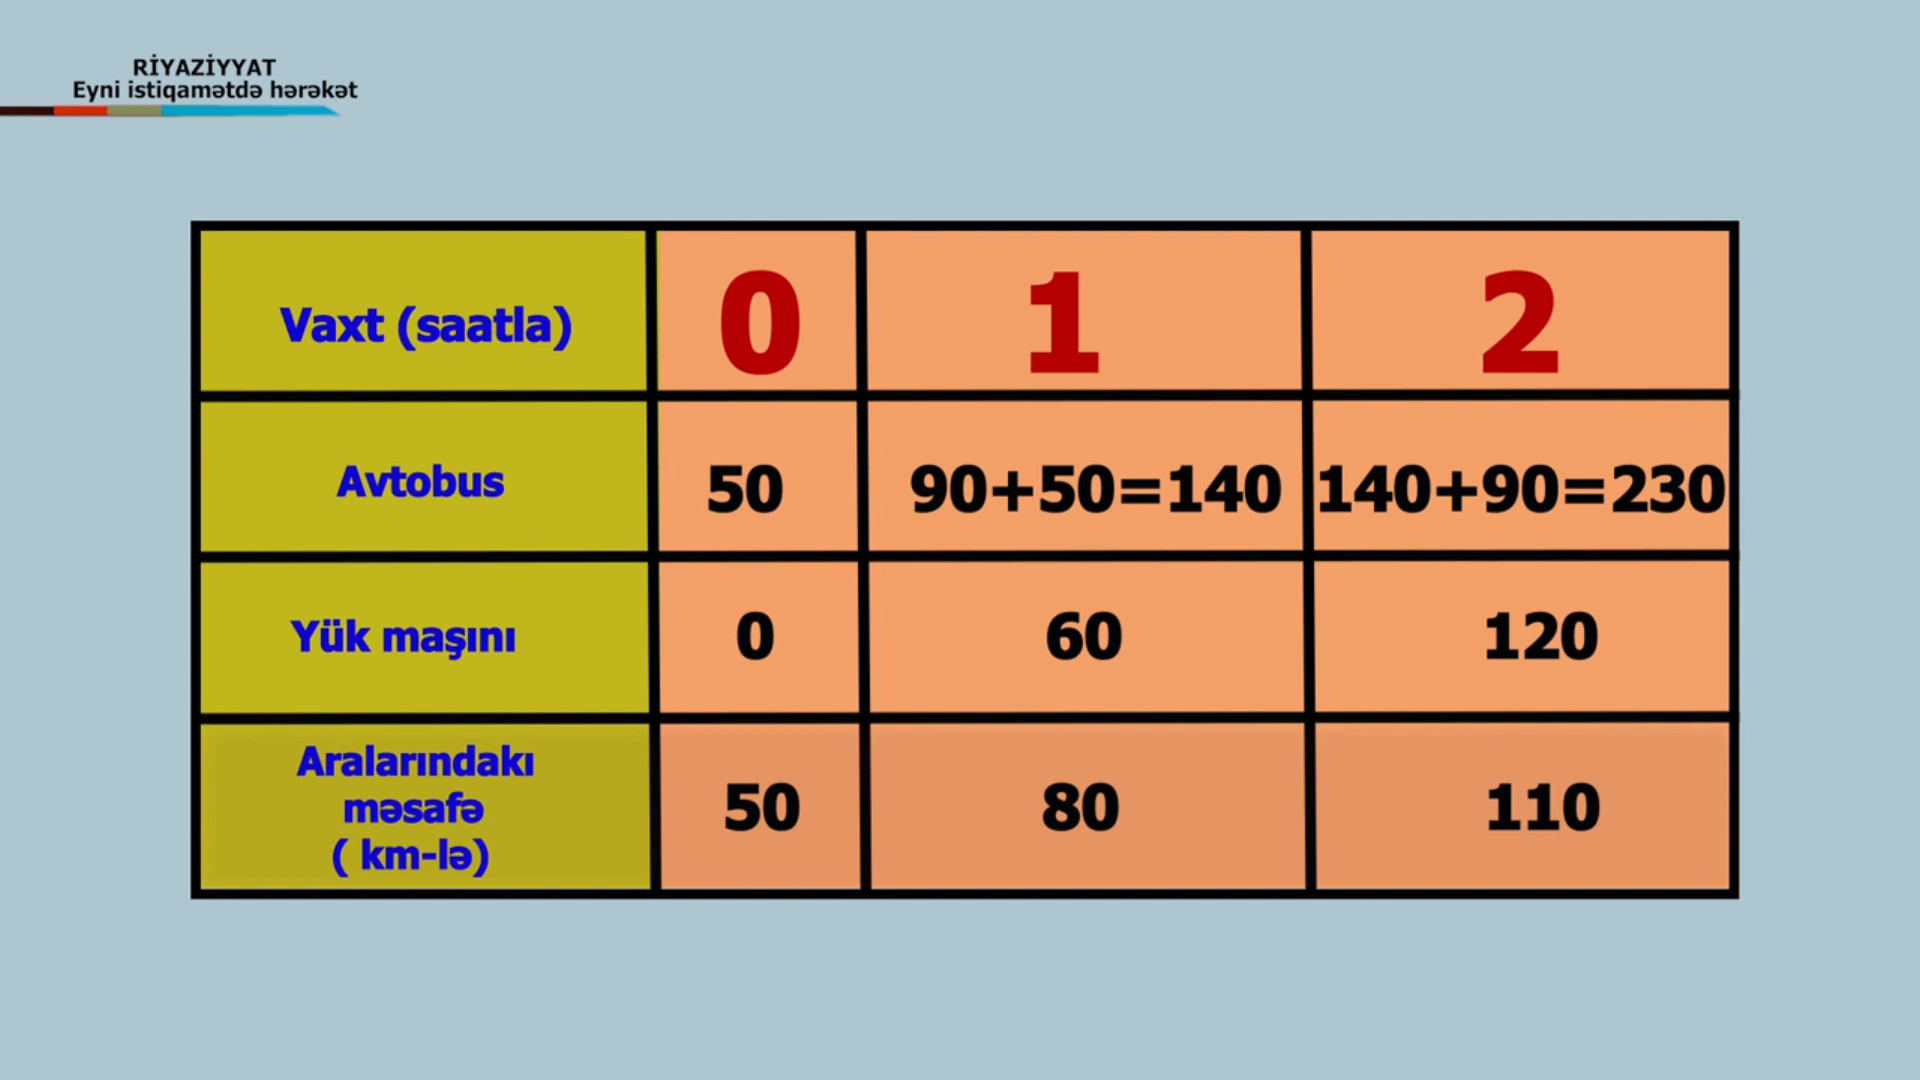 RİYAZİYYAT
Eyni istiqamətdə hərəkət
Vaxt (saatla) 0 1 2
Avtobus 50 90+50=140 140+90=230
Yük maşını 0 60 120
Aralarındakı
məsafə
( km-lə) 50 80 110